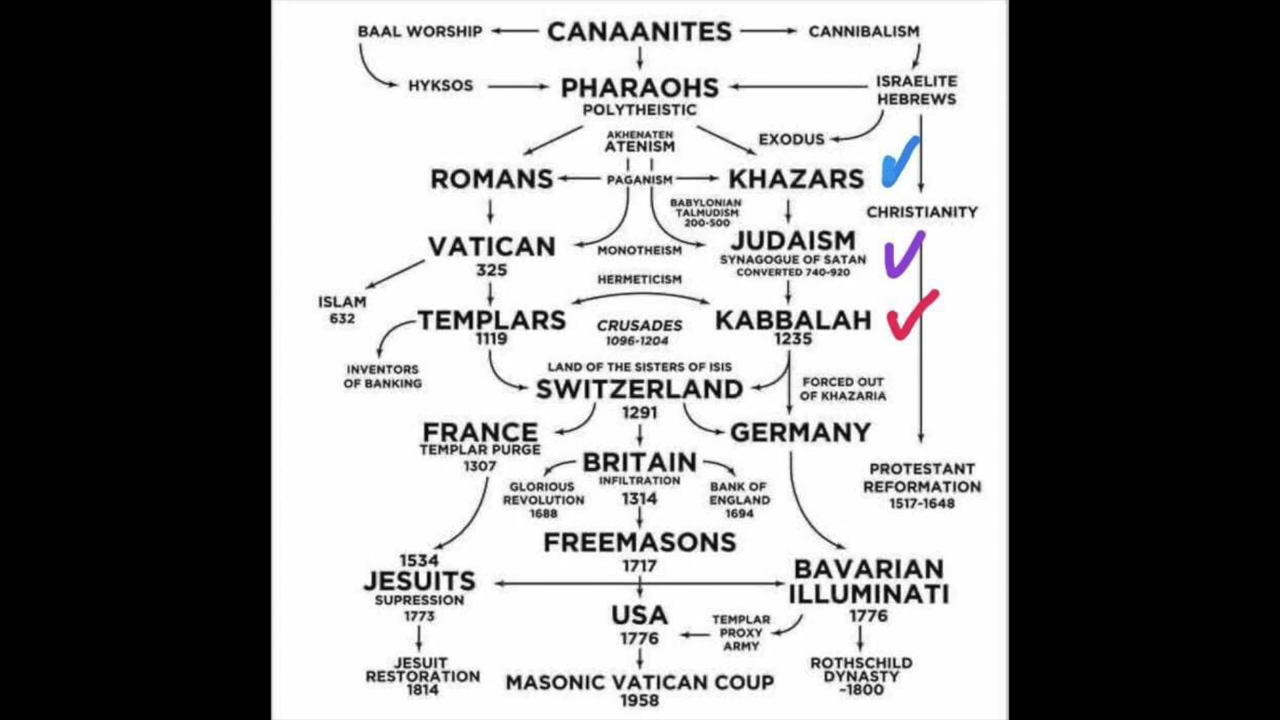 BAAL WORSHIP
CANAANITES
CANNIBALISM
HYKSOS
PHARAOHS
POLYTHEISTIC
ISRAELITE
HEBREWS
AKHENATEN
ATENISM
EXODUS
ROMANS
PAGANISM
KHAZARS
BABYLONIAN
TALMUDISM
200-500
CHRISTIANITY
VATICAN
325
MONOTHEISM
JUDAISM
SYNAGOGUE OF SATAN
CONVERTED 740-920
HERMETICISM
ISLAM
632
TEMPLARS
1119
CRUSADES
1096-1204
KABBALAH
1235
INVENTORS
OF BANKING
LAND OF THE SISTERS OF ISIS
SWITZERLAND
1291
FORCED OUT
OF KHAZARIA
FRANCE
TEMPLAR PURGE
1307
GERMANY
BRITAIN
INFILTRATION
1314
GLORIOUS
REVOLUTION
1688
BANK OF
ENGLAND
1694
PROTESTANT
REFORMATION
1517-1648
FREEMASONS
1717
1534
JESUITS
SUPRESSION
1773
BAVARIAN
ILLUMINATI
1776
USA
1776
TEMPLAR
PROXY
ARMY
JESUIT
RESTORATION
1814
MASONIC VATICAN COUP
1958
ROTHSCHILD
DYNASTY
~1800